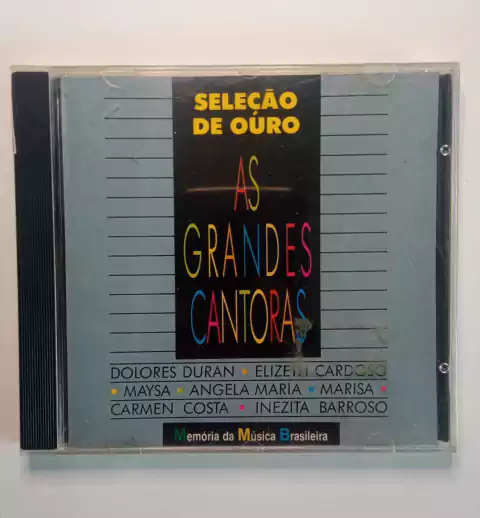 SELEÇÃO
DE OURO
AS
GRANDES
CANTORAS
DOLORES DURAN • ELIZETH CARDOSO
• MAYSA • ANGELA MARIA • MARISA •
CARMEN COSTA • INEZITA BARROSO
Memória da Música Brasileira